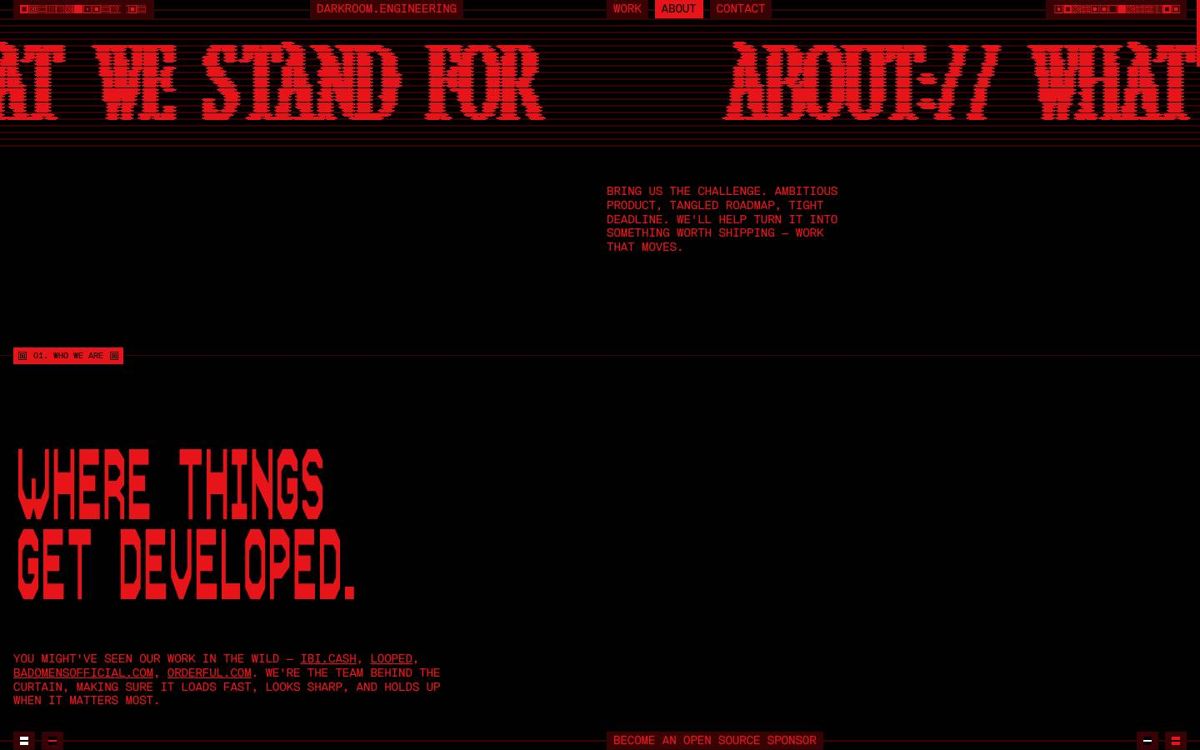 DARKROOM.ENGINEERING
WORK ABOUT CONTACT
AT WE STAND FOR ABOUT:// WHAT
BRING US THE CHALLENGE. AMBITIOUS
PRODUCT, TANGLED ROADMAP, TIGHT
DEADLINE. WE'LL HELP TURN IT INTO
SOMETHING WORTH SHIPPING — WORK
THAT MOVES.
01. WHO WE ARE
WHERE THINGS
GET DEVELOPED.
YOU MIGHT'VE SEEN OUR WORK IN THE WILD — IBI.CASH, LOOPED,
BADOMENSOFFICIAL.COM, ORDERFUL.COM. WE'RE THE TEAM BEHIND THE
CURTAIN, MAKING SURE IT LOADS FAST, LOOKS SHARP, AND HOLDS UP
WHEN IT MATTERS MOST.
BECOME AN OPEN SOURCE SPONSOR